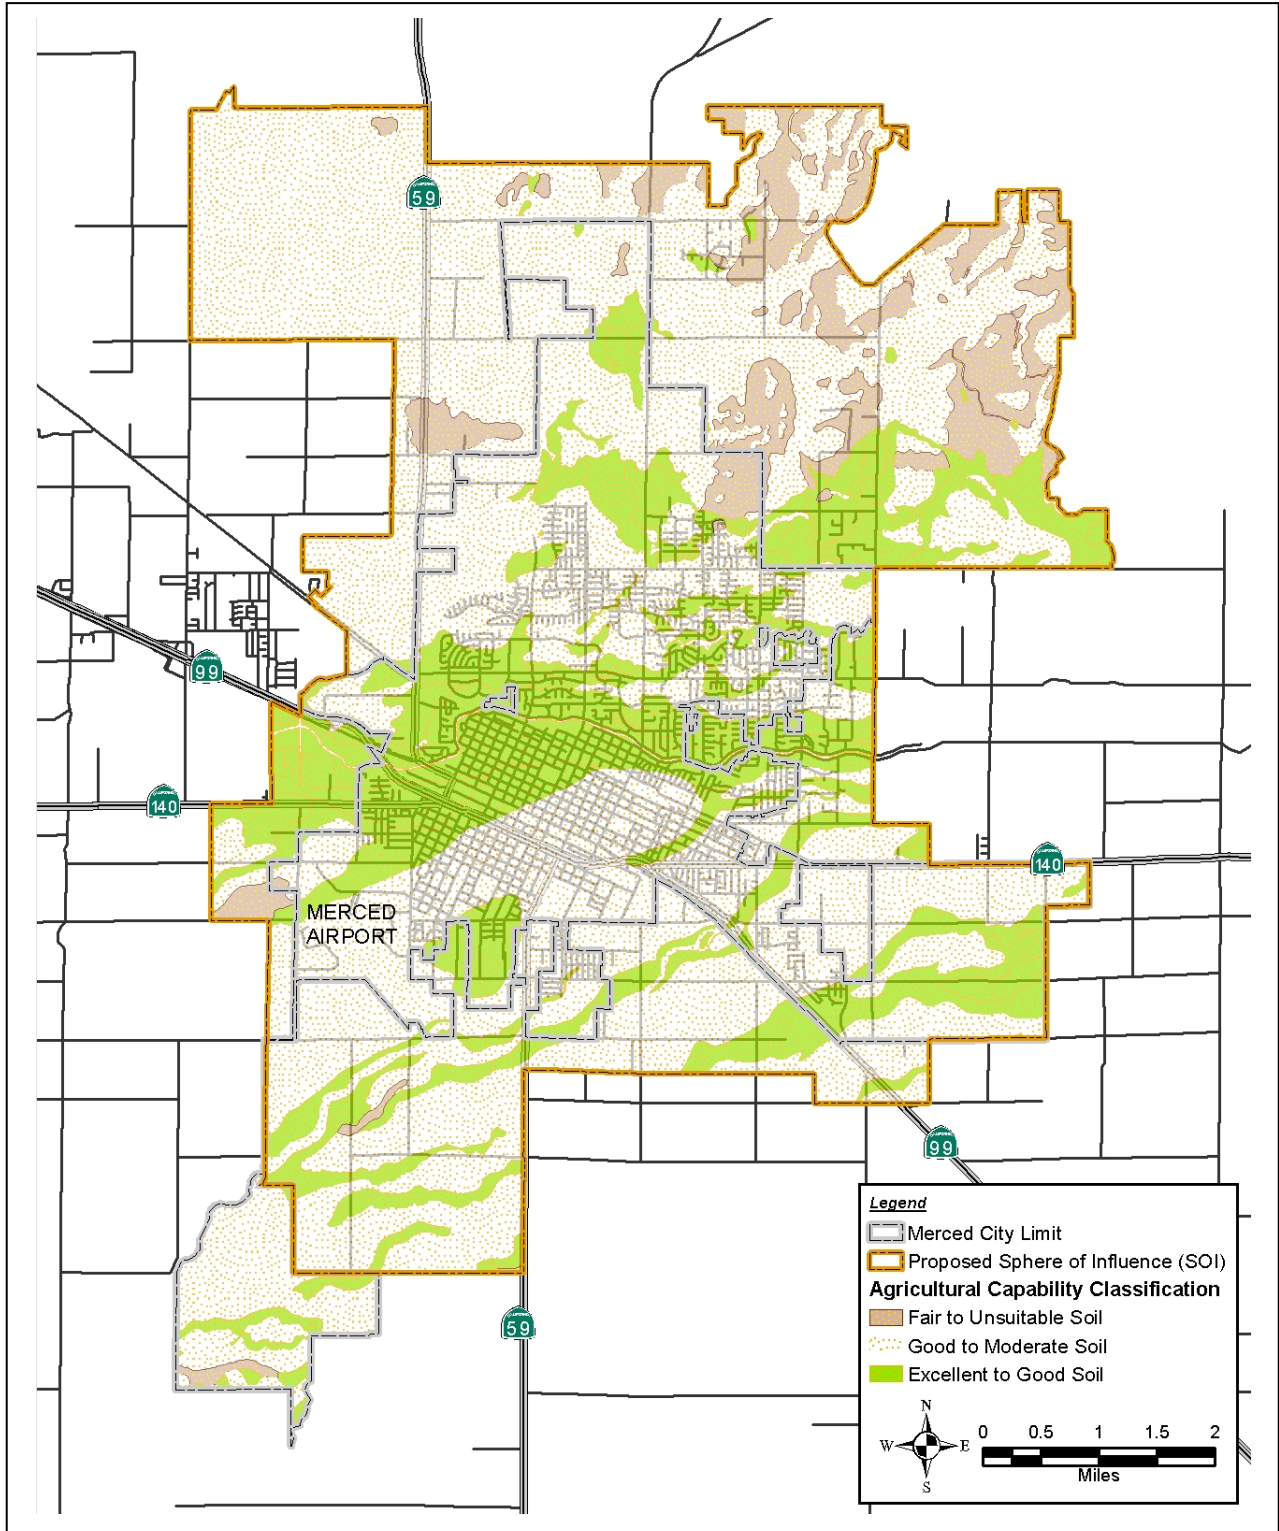 59
99
140
MERCED
AIRPORT
140
99
59
Legend
Merced City Limit
Proposed Sphere of Influence (SOI)
Agricultural Capability Classification
Fair to Unsuitable Soil
Good to Moderate Soil
Excellent to Good Soil
N
W E
S
0 0.5 1 1.5 2
Miles